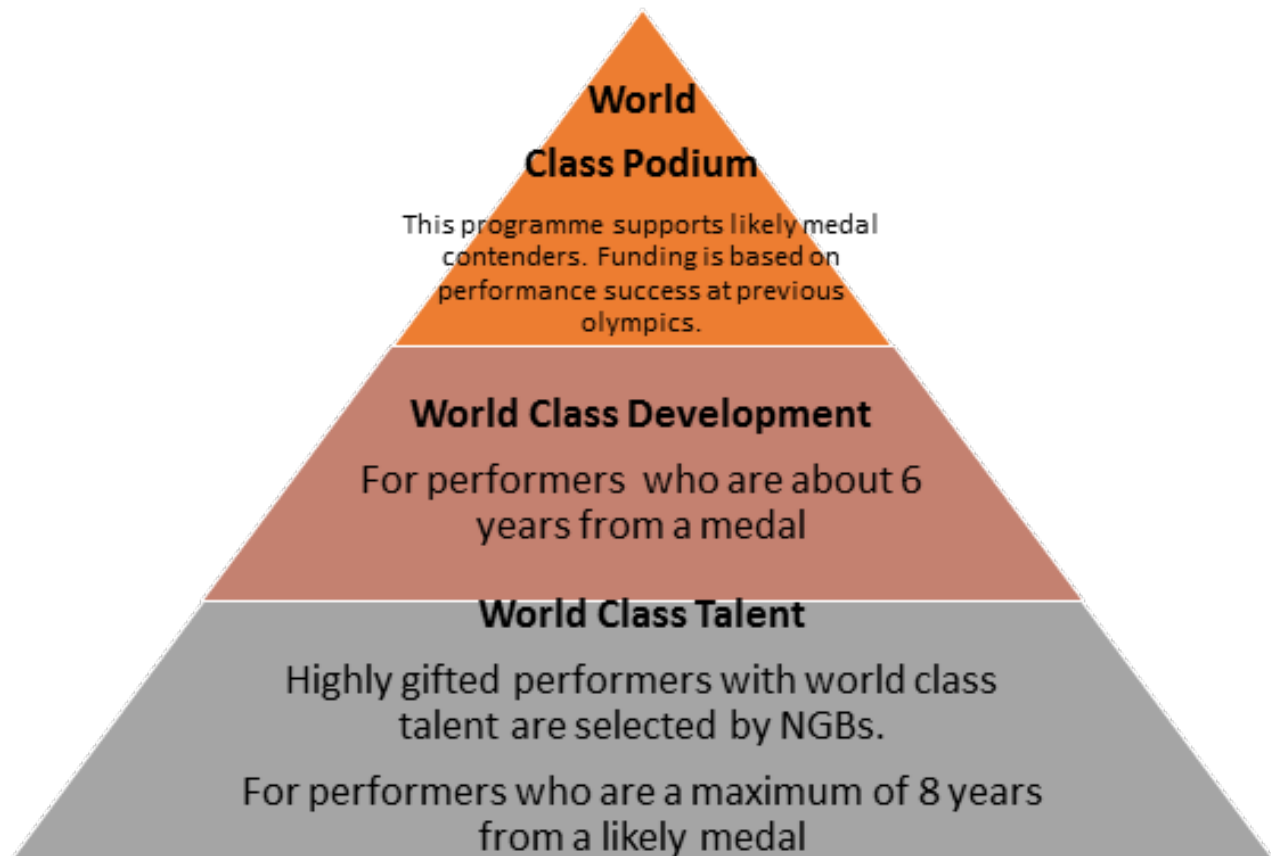 World
Class Podium
This programme supports likely medal
contenders. Funding is based on
performance success at previous
olympics.
World Class Development
For performers who are about 6
years from a medal
World Class Talent
Highly gifted performers with world class
talent are selected by NGBs.
For performers who are a maximum of 8 years
from a likely medal